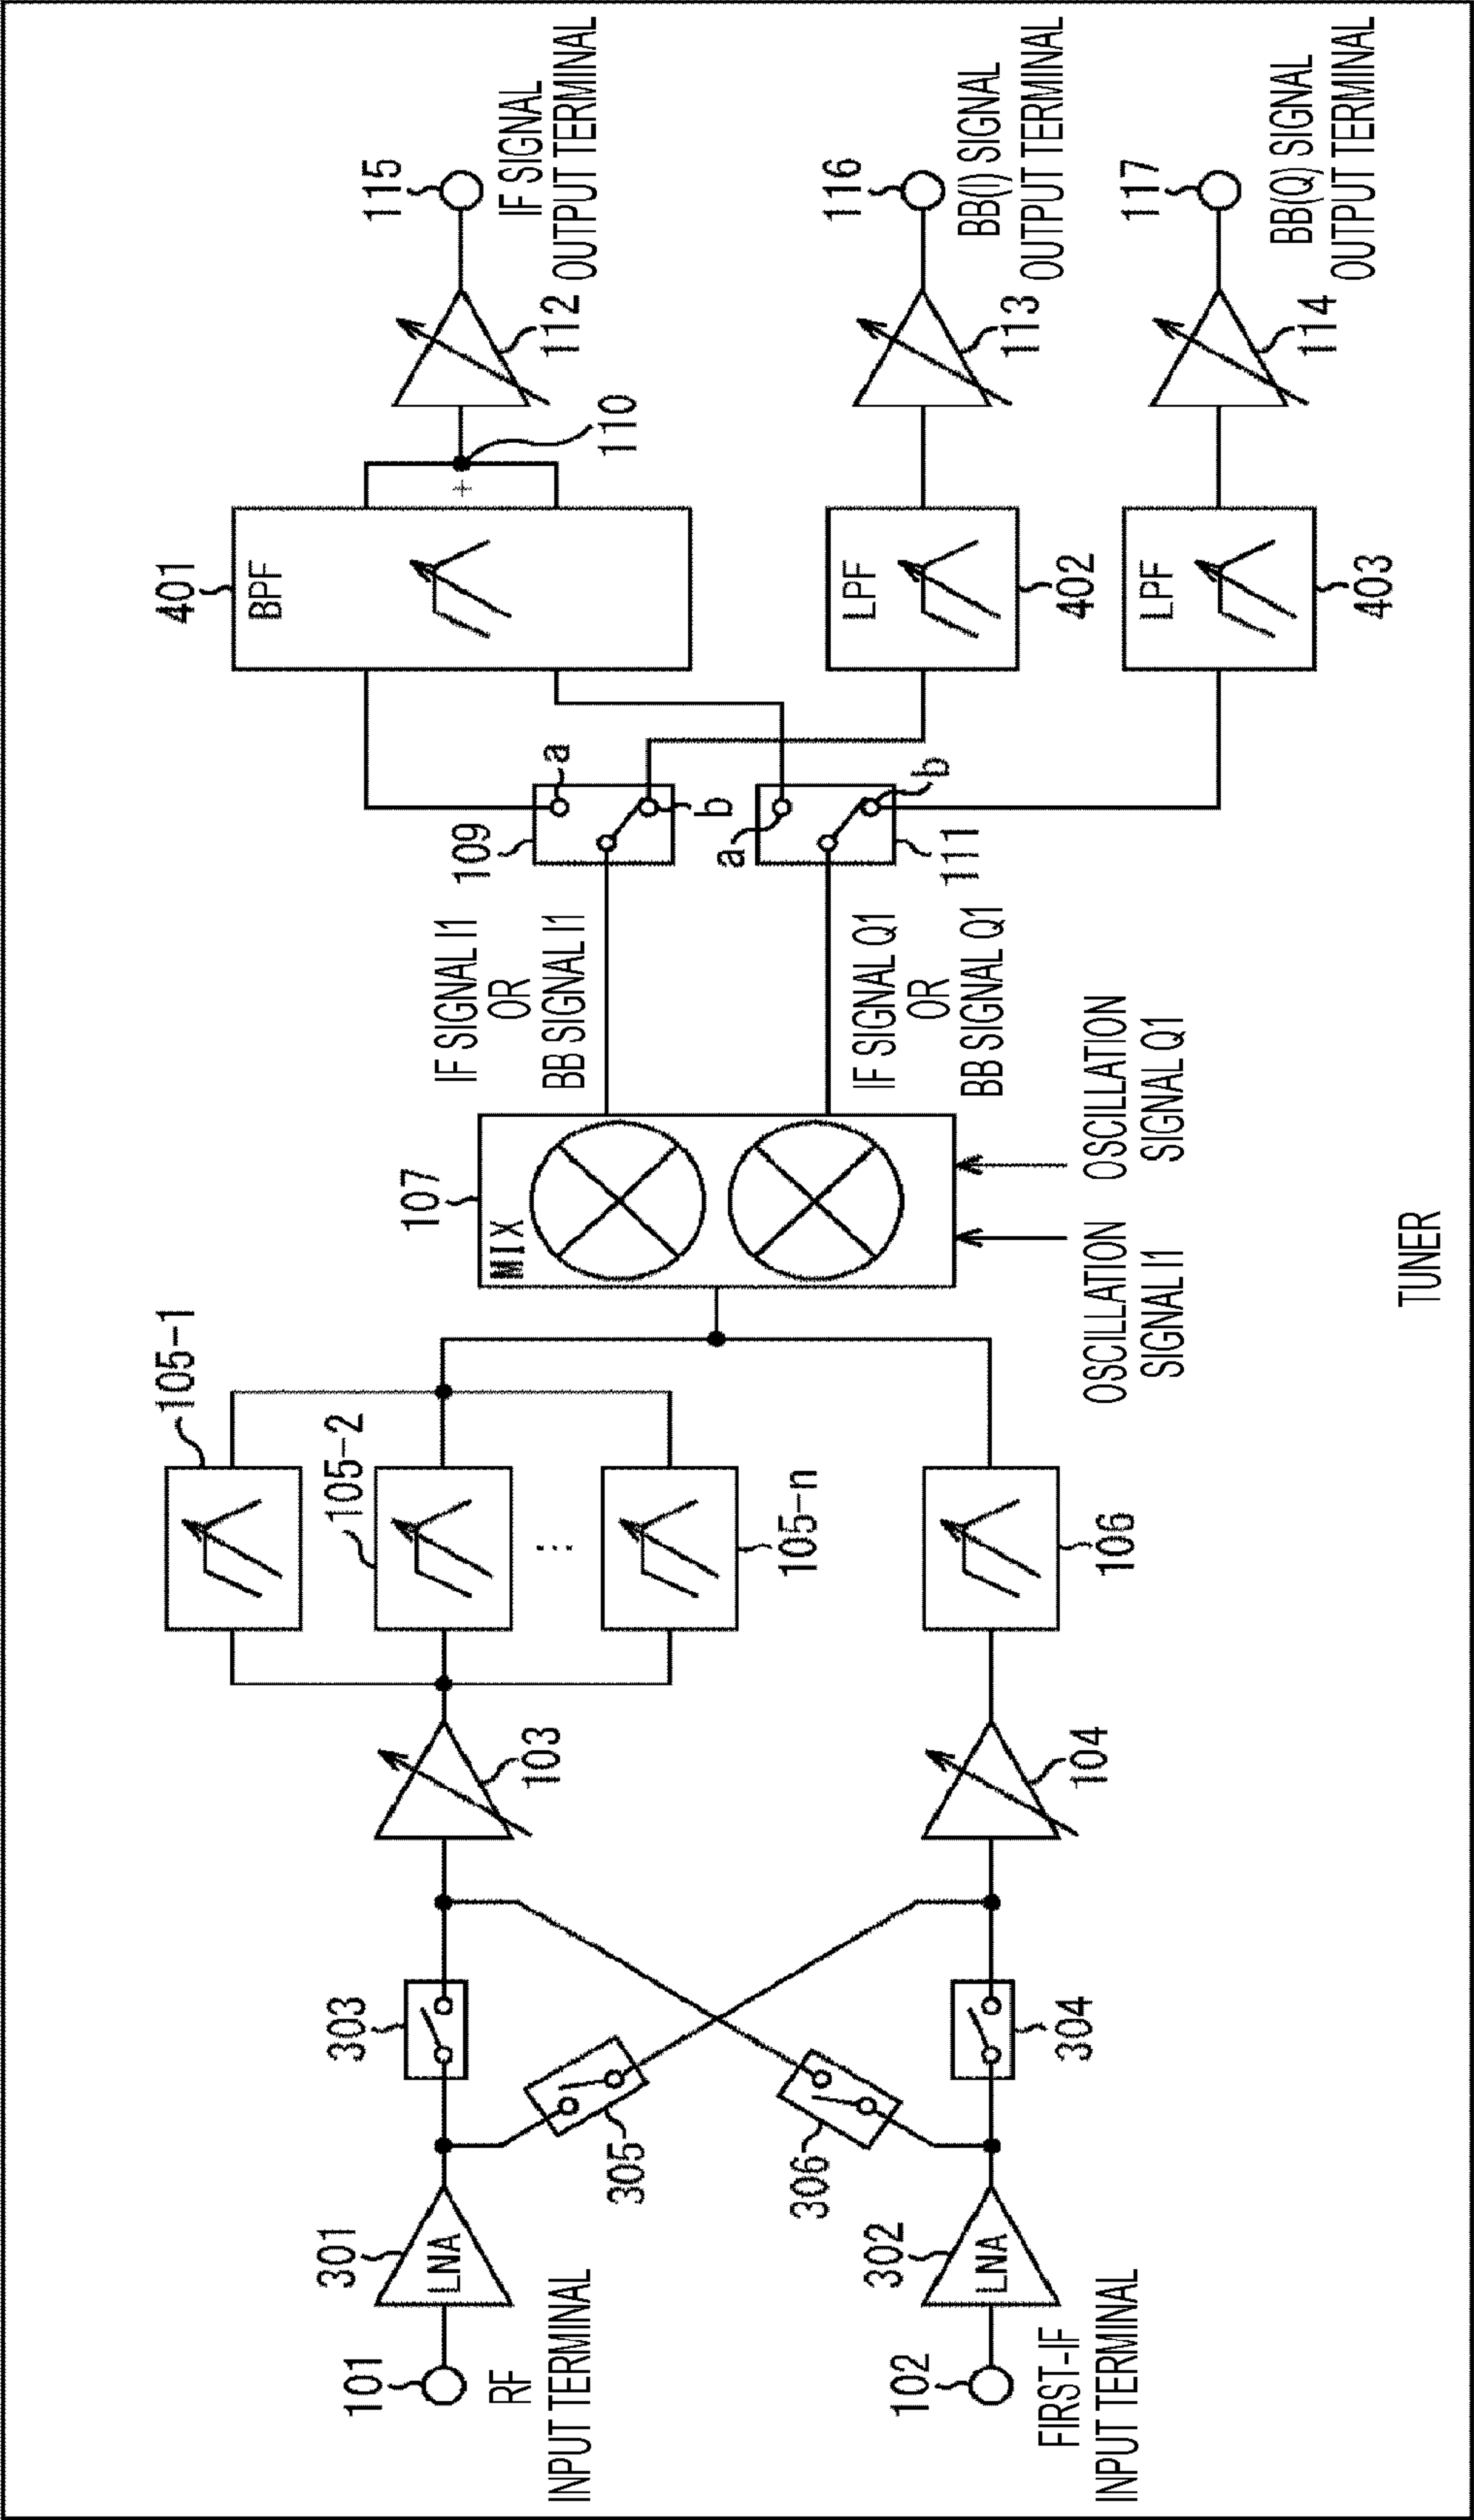 101
RF
INPUT TERMINAL
301
LNA
303
305
103
105-1
105-2
105-n
102
FIRST-IF
INPUT TERMINAL
302
LNA
304
306
104
106
107
MIX
OSCILLATION
SIGNAL I1
OSCILLATION
SIGNAL Q1
IF SIGNAL I1
OR
BB SIGNAL I1
IF SIGNAL Q1
OR
BB SIGNAL Q1
109
a
b
111
a
b
401
BPF
+
110
112
115
IF SIGNAL
OUTPUT TERMINAL
LPF
402
113
116
BB(I) SIGNAL
OUTPUT TERMINAL
LPF
403
114
117
BB(Q) SIGNAL
OUTPUT TERMINAL
TUNER